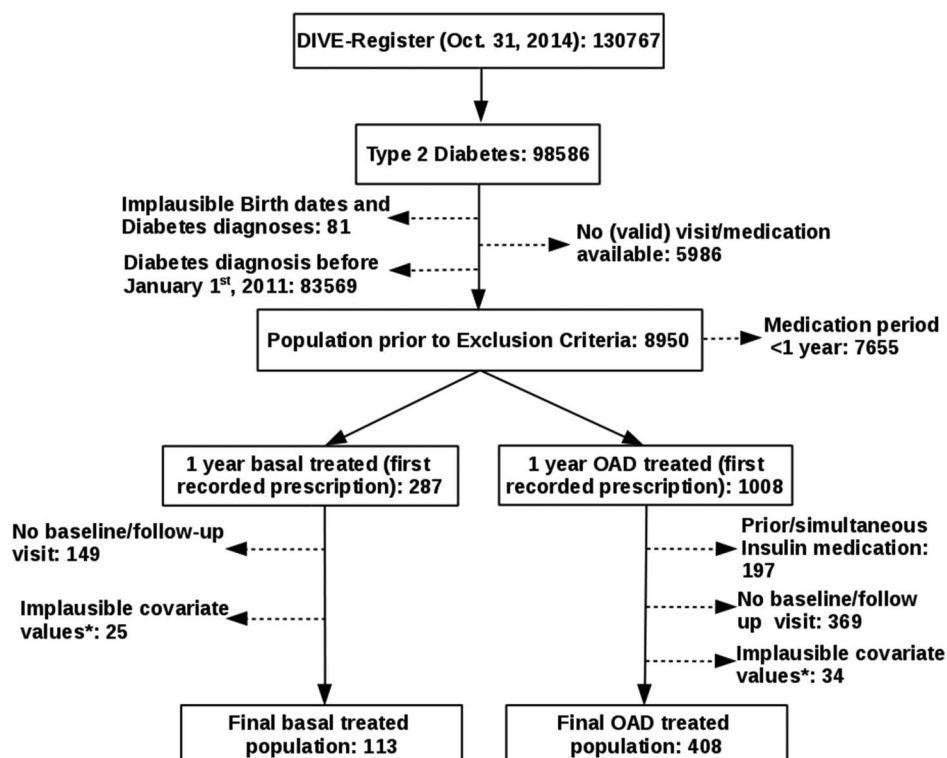 DIVE-Register (Oct. 31, 2014): 130767
Type 2 Diabetes: 98586
Implausible Birth dates and
Diabetes diagnoses: 81
No (valid) visit/medication
available: 5986
Diabetes diagnosis before
January 1st, 2011: 83569
Population prior to Exclusion Criteria: 8950
Medication period
<1 year: 7655
1 year basal treated (first
recorded prescription): 287
1 year OAD treated (first
recorded prescription): 1008
No baseline/follow-up
visit: 149
Implausible covariate
values*: 25
Prior/simultaneous
Insulin medication:
197
No baseline/follow
up visit: 369
Implausible covariate
values*: 34
Final basal treated
population: 113
Final OAD treated
population: 408